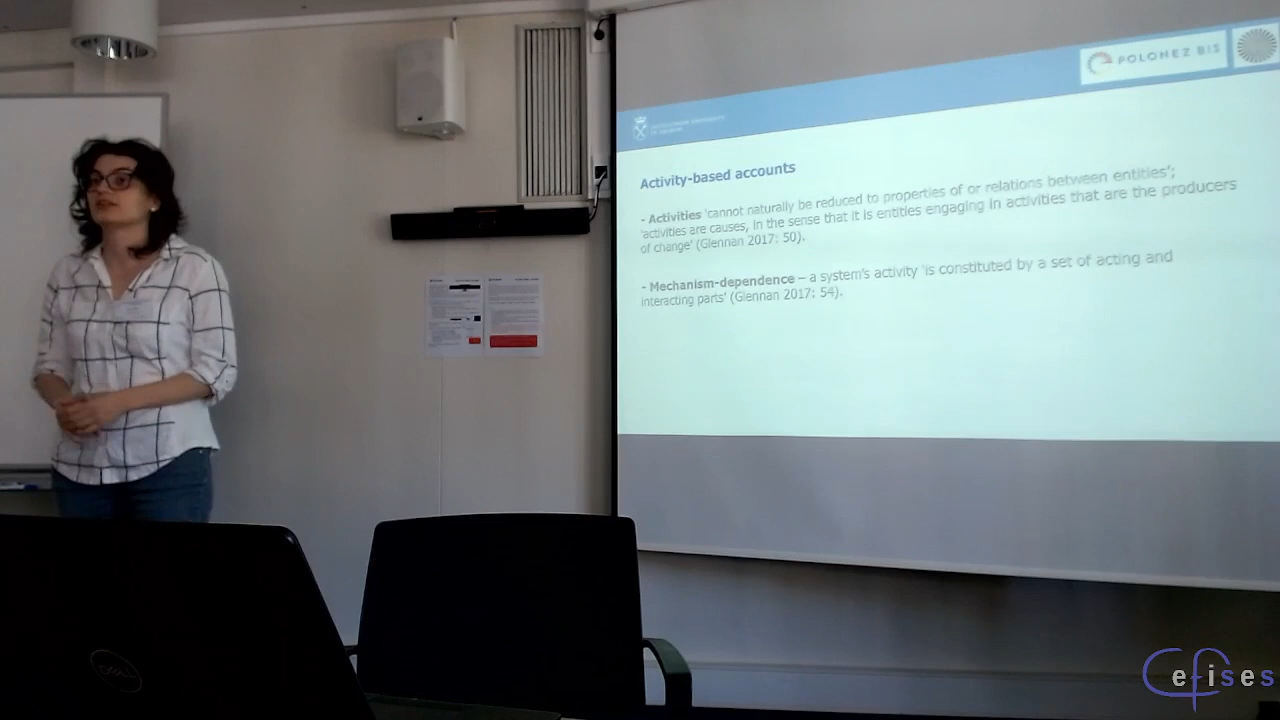 POLONEZ BIS
Activity-based accounts
- Activities 'cannot naturally be reduced to properties of or relations between entities';
'activities are causes, in the sense that it is entities engaging in activities that are the producers
of change' (Glennan 2017: 50).
- Mechanism-dependence – a system's activity 'is constituted by a set of acting and
interacting parts' (Glennan 2017: 54).
DELL
Cefises